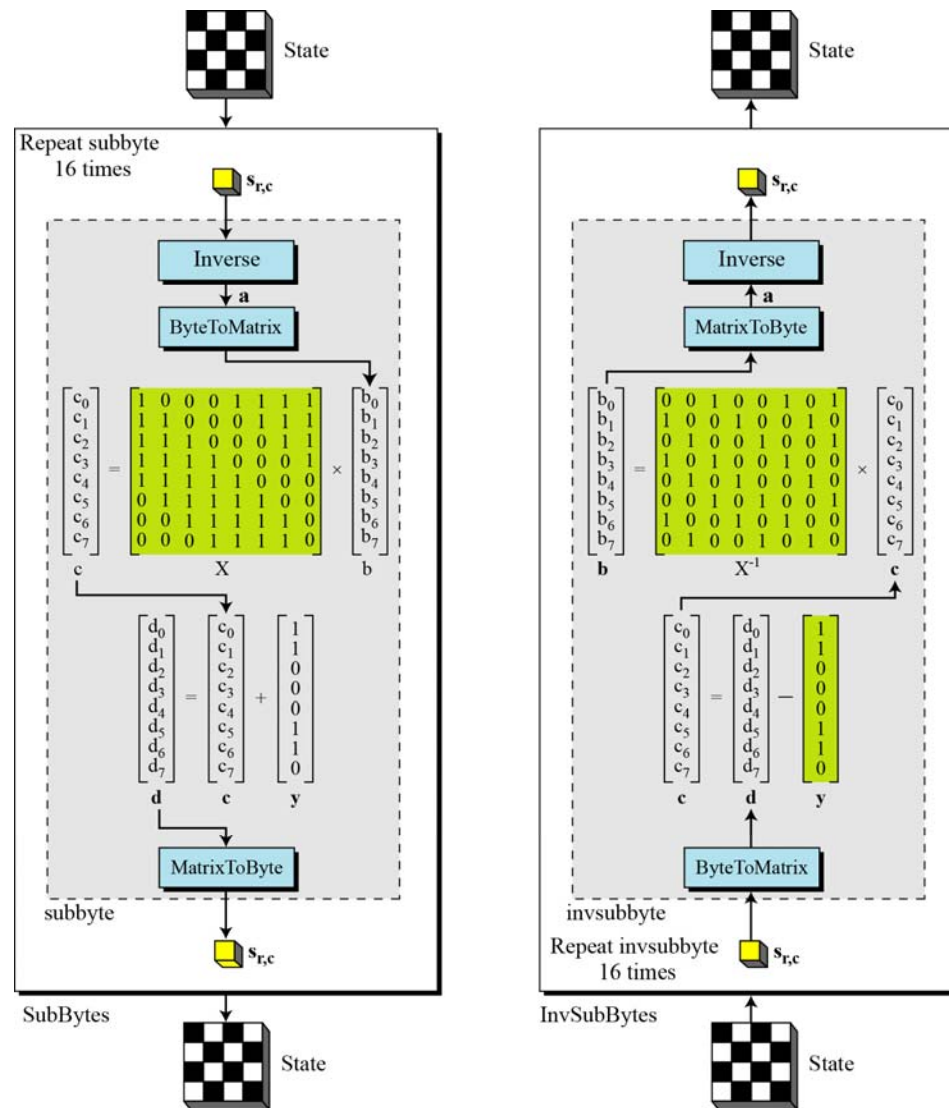 State
Repeat subbyte
16 times
s_r,c
Inverse
a
ByteToMatrix
c0 1 0 0 0 1 1 1 1 b0
c1 1 1 0 0 0 1 1 1 b1
c2 1 1 1 0 0 0 1 1 b2
c3 = 1 1 1 1 0 0 0 1 × b3
c4 1 1 1 1 1 0 0 0 b4
c5 0 1 1 1 1 1 0 0 b5
c6 0 0 1 1 1 1 1 0 b6
c7 0 0 0 1 1 1 1 0 b7
c X b
d0 c0 1
d1 c1 1
d2 c2 0
d3 = c3 + 0
d4 c4 0
d5 c5 1
d6 c6 1
d7 c7 0
d c y
MatrixToByte
subbyte
s_r,c
SubBytes
State
State
s_r,c
Inverse
a
MatrixToByte
b0 0 0 1 0 0 1 0 1 c0
b1 1 0 0 1 0 0 1 0 c1
b2 0 1 0 0 1 0 0 1 c2
b3 = 1 0 1 0 0 1 0 0 × c3
b4 0 1 0 1 0 0 1 0 c4
b5 0 0 1 0 1 0 0 1 c5
b6 1 0 0 1 0 1 0 0 c6
b7 0 1 0 0 1 0 1 0 c7
b X⁻¹ c
c0 d0 1
c1 d1 1
c2 d2 0
c3 = d3 — 0
c4 d4 0
c5 d5 1
c6 d6 1
c7 d7 0
c d y
ByteToMatrix
invsubbyte
Repeat invsubbyte
16 times
s_r,c
InvSubBytes
State